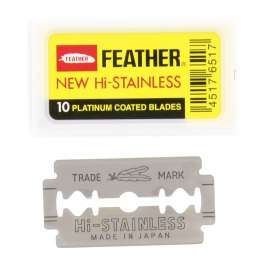 FEATHER
FEATHER
NEW Hi-STAINLESS
10 PLATINUM COATED BLADES
4517 6517
TRADE MARK
Hi-STAINLESS
MADE IN JAPAN